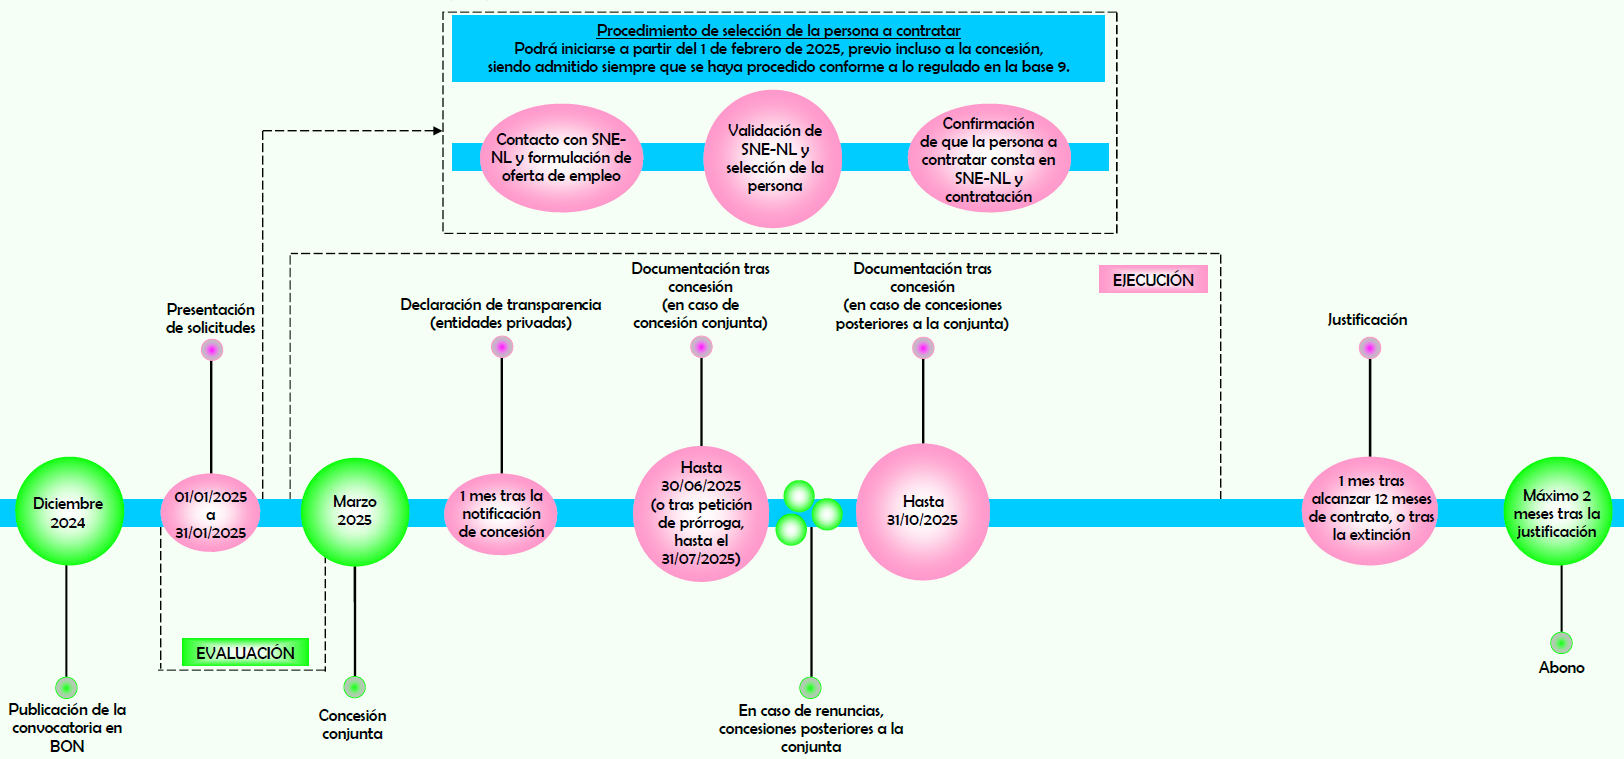 Procedimiento de selección de la persona a contratar
Podrá iniciarse a partir del 1 de febrero de 2025, previo incluso a la concesión,
siendo admitido siempre que se haya procedido conforme a lo regulado en la base 9.
Contacto con SNE-
NL y formulación de
oferta de empleo
Validación de
SNE-NL y
selección de la
persona
Confirmación
de que la persona a
contratar consta en
SNE-NL y
contratación
EJECUCIÓN
Presentación
de solicitudes
Declaración de transparencia
(entidades privadas)
Documentación tras
concesión
(en caso de
concesión conjunta)
Documentación tras
concesión
(en caso de concesiones
posteriores a la conjunta)
Justificación
Diciembre
2024
01/01/2025
a
31/01/2025
Marzo
2025
1 mes tras la
notificación
de concesión
Hasta
30/06/2025
(o tras petición
de prórroga,
hasta el
31/07/2025)
Hasta
31/10/2025
1 mes tras
alcanzar 12 meses
de contrato, o tras
la extinción
Máximo 2
meses tras la
justificación
EVALUACIÓN
Publicación de la
convocatoria en
BON
Concesión
conjunta
En caso de renuncias,
concesiones posteriores a la
conjunta
Abono